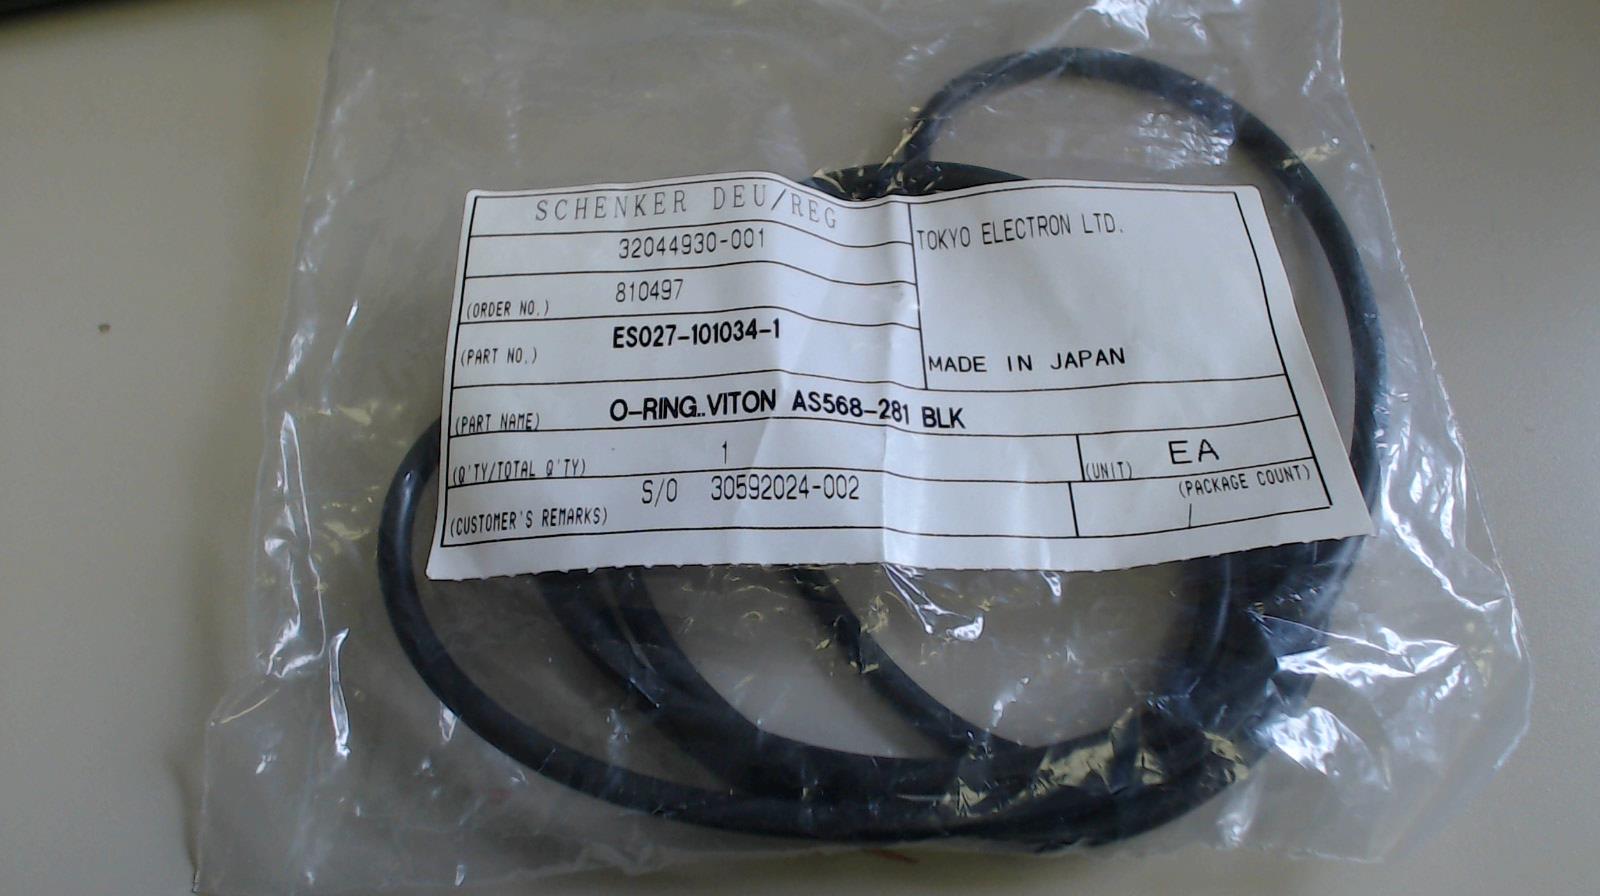 SCHENKER DEU/REG
32044930-001
TOKYO ELECTRON LTD.
(ORDER NO.) 810497
(PART NO.) ES027-101034-1
MADE IN JAPAN
(PART NAME) O-RING..VITON AS568-281 BLK
(Q'TY/TOTAL Q'TY) 1
(UNIT) EA
(CUSTOMER'S REMARKS) S/O 30592024-002
(PACKAGE COUNT)
/